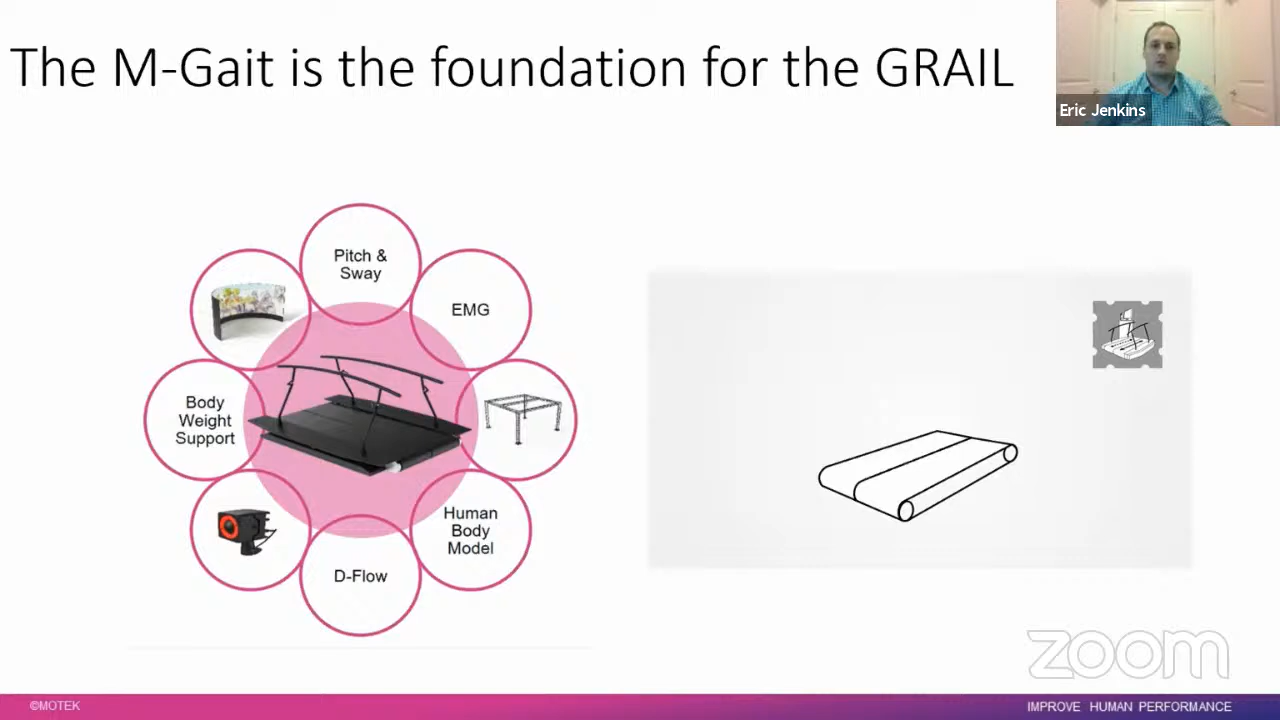 The M-Gait is the foundation for the GRAIL
Eric Jenkins
Pitch &
Sway
EMG
Body
Weight
Support
Human
Body
Model
D-Flow
zoom
©MOTEK
IMPROVE HUMAN PERFORMANCE